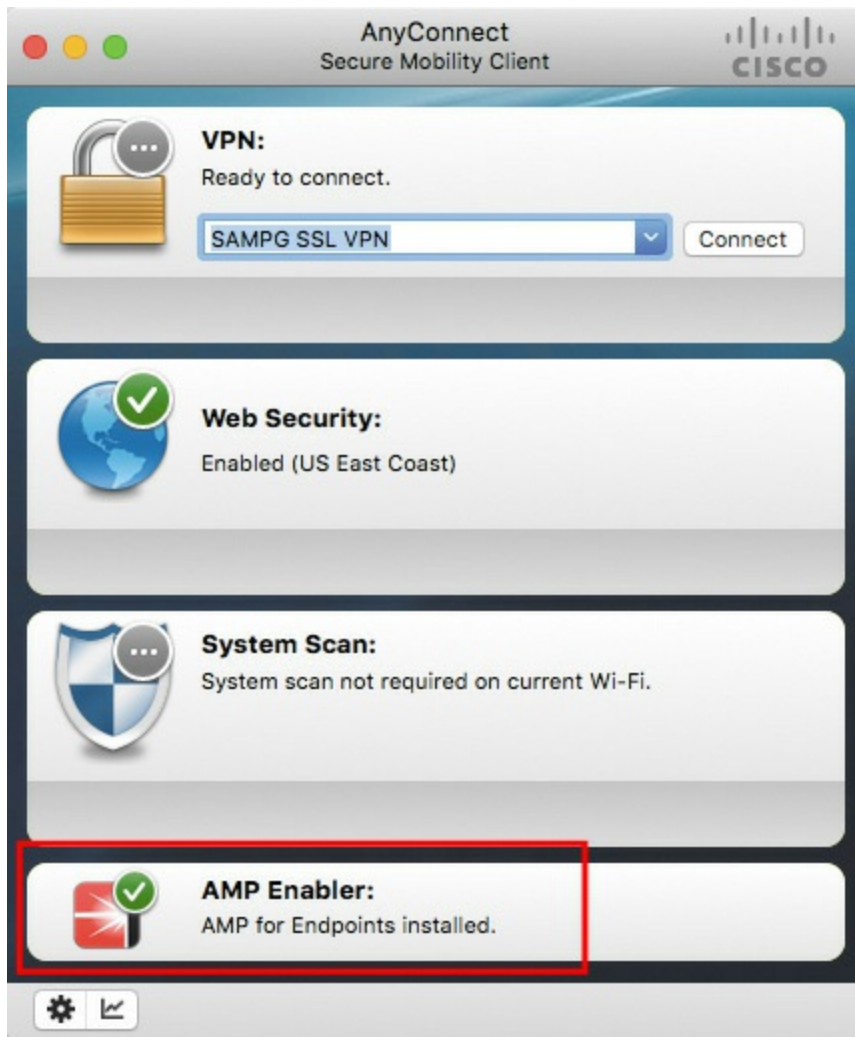 AnyConnect
Secure Mobility Client
CISCO
VPN:
Ready to connect.
SAMPG SSL VPN
Connect
Web Security:
Enabled (US East Coast)
System Scan:
System scan not required on current Wi-Fi.
AMP Enabler:
AMP for Endpoints installed.